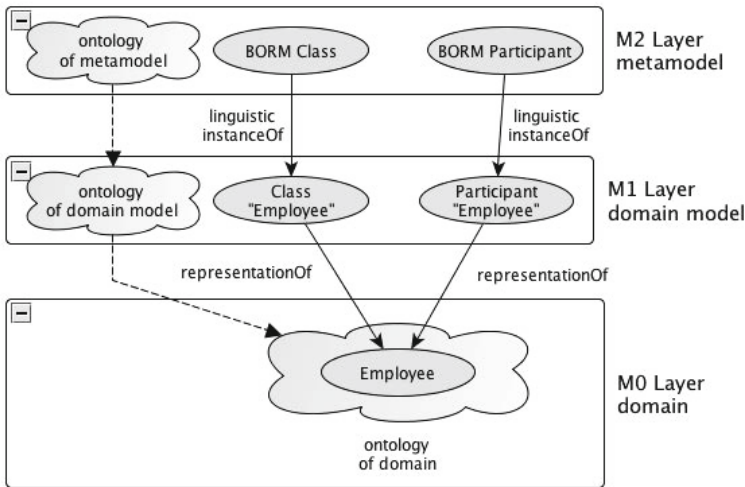 ontology
of metamodel
BORM Class
BORM Participant
M2 Layer
metamodel
linguistic
instanceOf
linguistic
instanceOf
ontology
of domain model
Class
"Employee"
Participant
"Employee"
M1 Layer
domain model
representationOf
representationOf
Employee
M0 Layer
domain
ontology
of domain